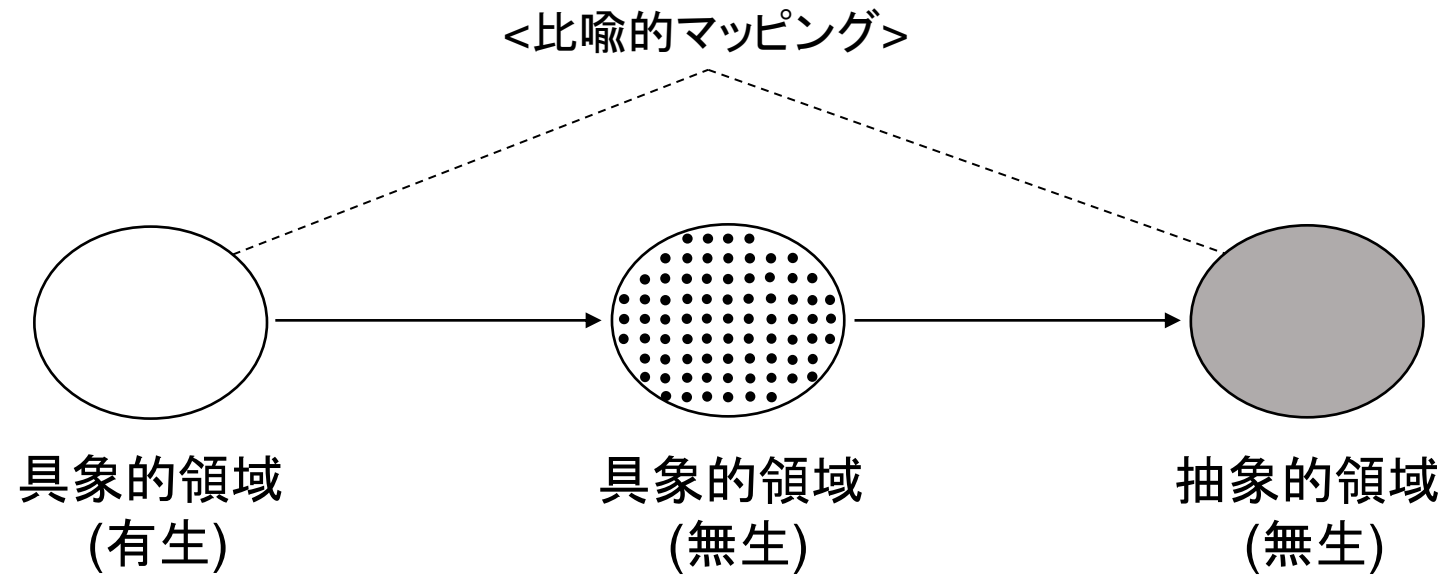 <比喩的マッピング>
具象的領域
(有生)
具象的領域
(無生)
抽象的領域
(無生)